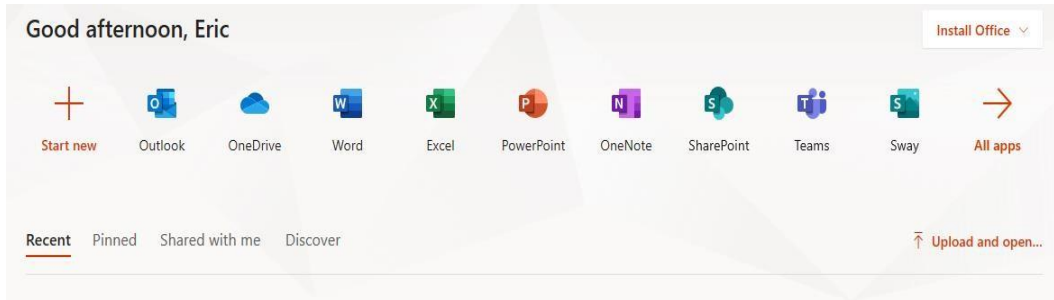 Good afternoon, Eric
Install Office
O
W
X
P
N
S
T
S
Start new Outlook OneDrive Word Excel PowerPoint OneNote SharePoint Teams Sway All apps
Recent Pinned Shared with me Discover
Upload and open...